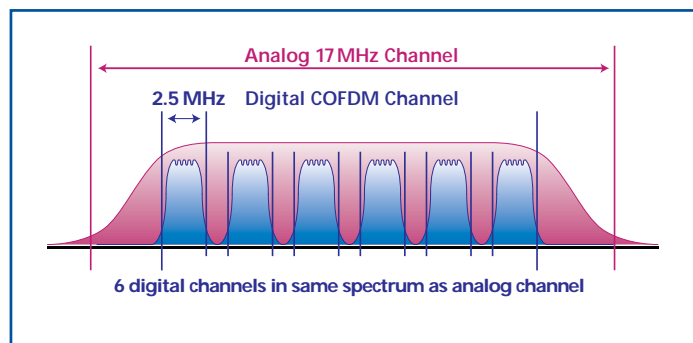 Analog 17 MHz Channel
2.5 MHz Digital COFDM Channel
6 digital channels in same spectrum as analog channel